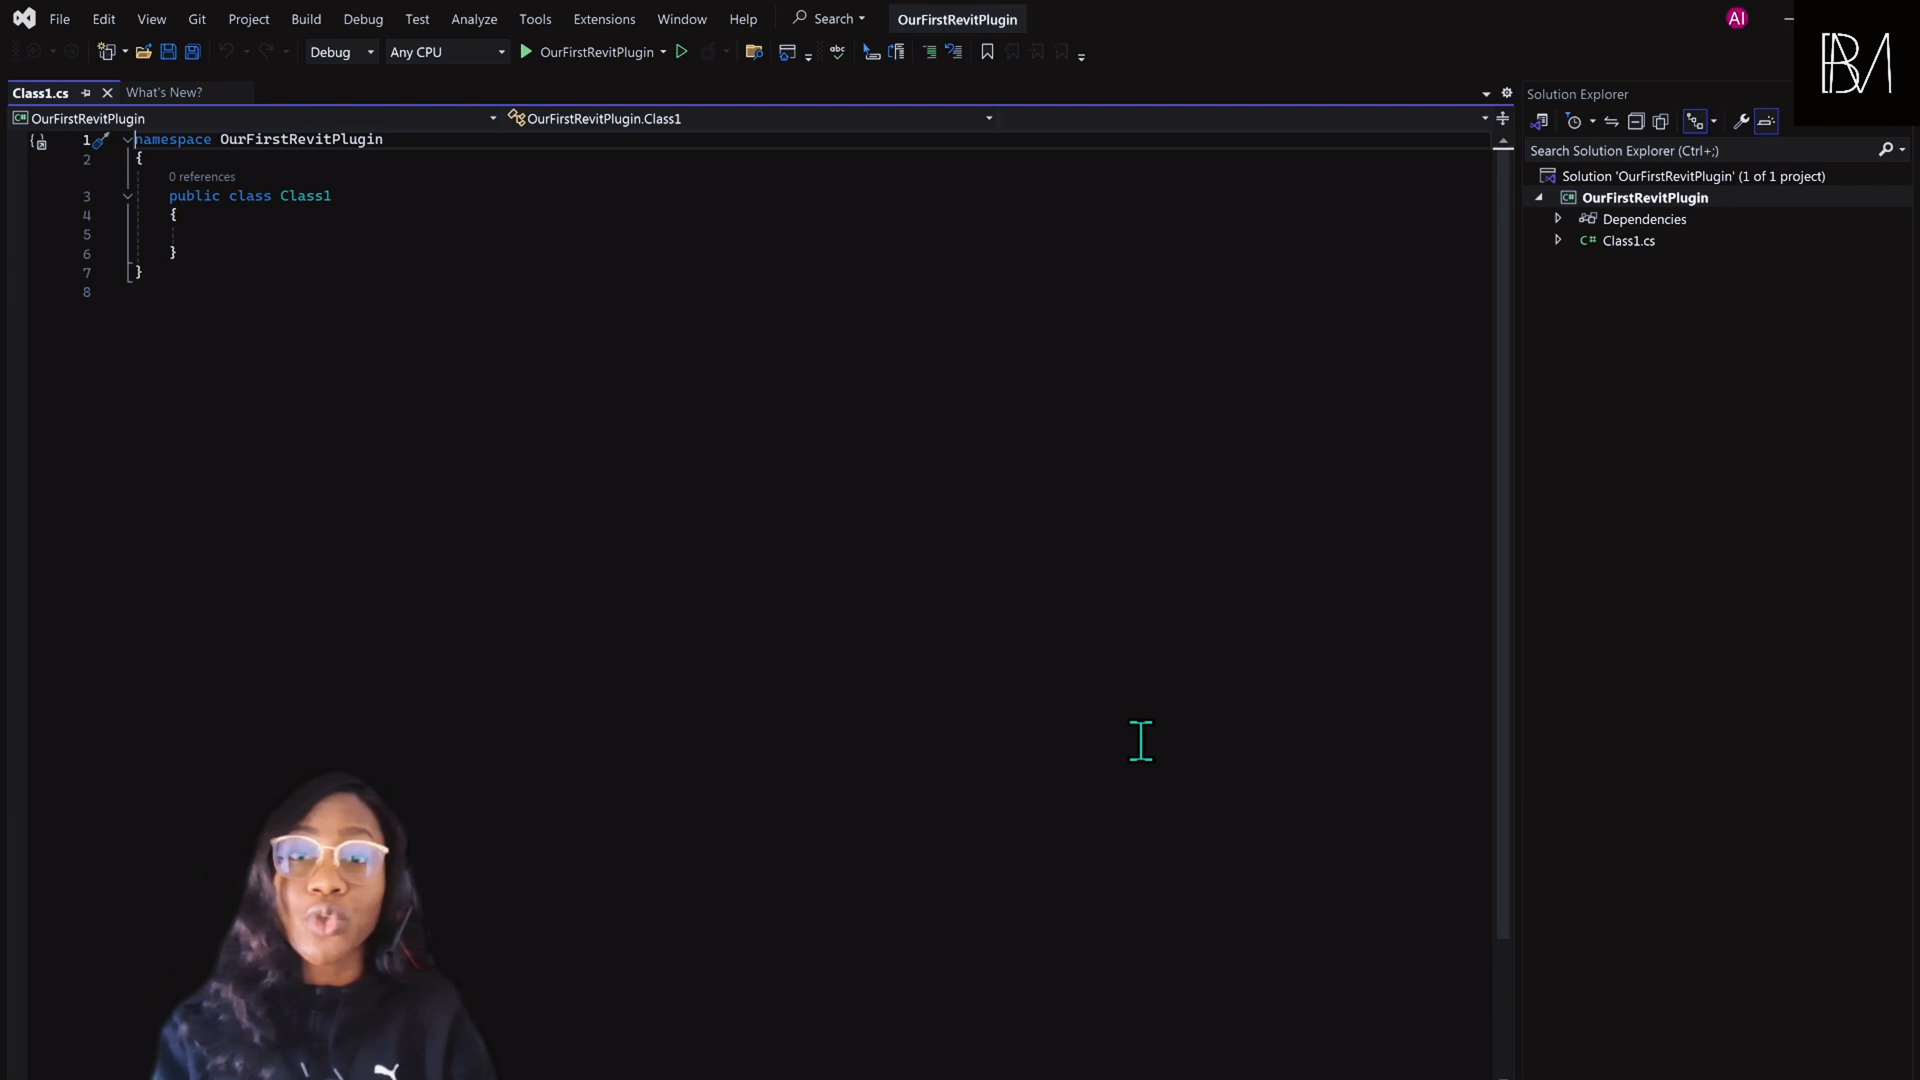 File Edit View Git Project Build Debug Test Analyze Tools Extensions Window Help Search OurFirstRevitPlugin AI
Debug Any CPU OurFirstRevitPlugin abc
Class1.cs What's New?
Solution Explorer
C# OurFirstRevitPlugin OurFirstRevitPlugin.Class1
Search Solution Explorer (Ctrl+;)
Solution 'OurFirstRevitPlugin' (1 of 1 project)
C# OurFirstRevitPlugin
Dependencies
C# Class1.cs
1 namespace OurFirstRevitPlugin
2 {
0 references
3 public class Class1
4 {
5
6 }
7 }
8